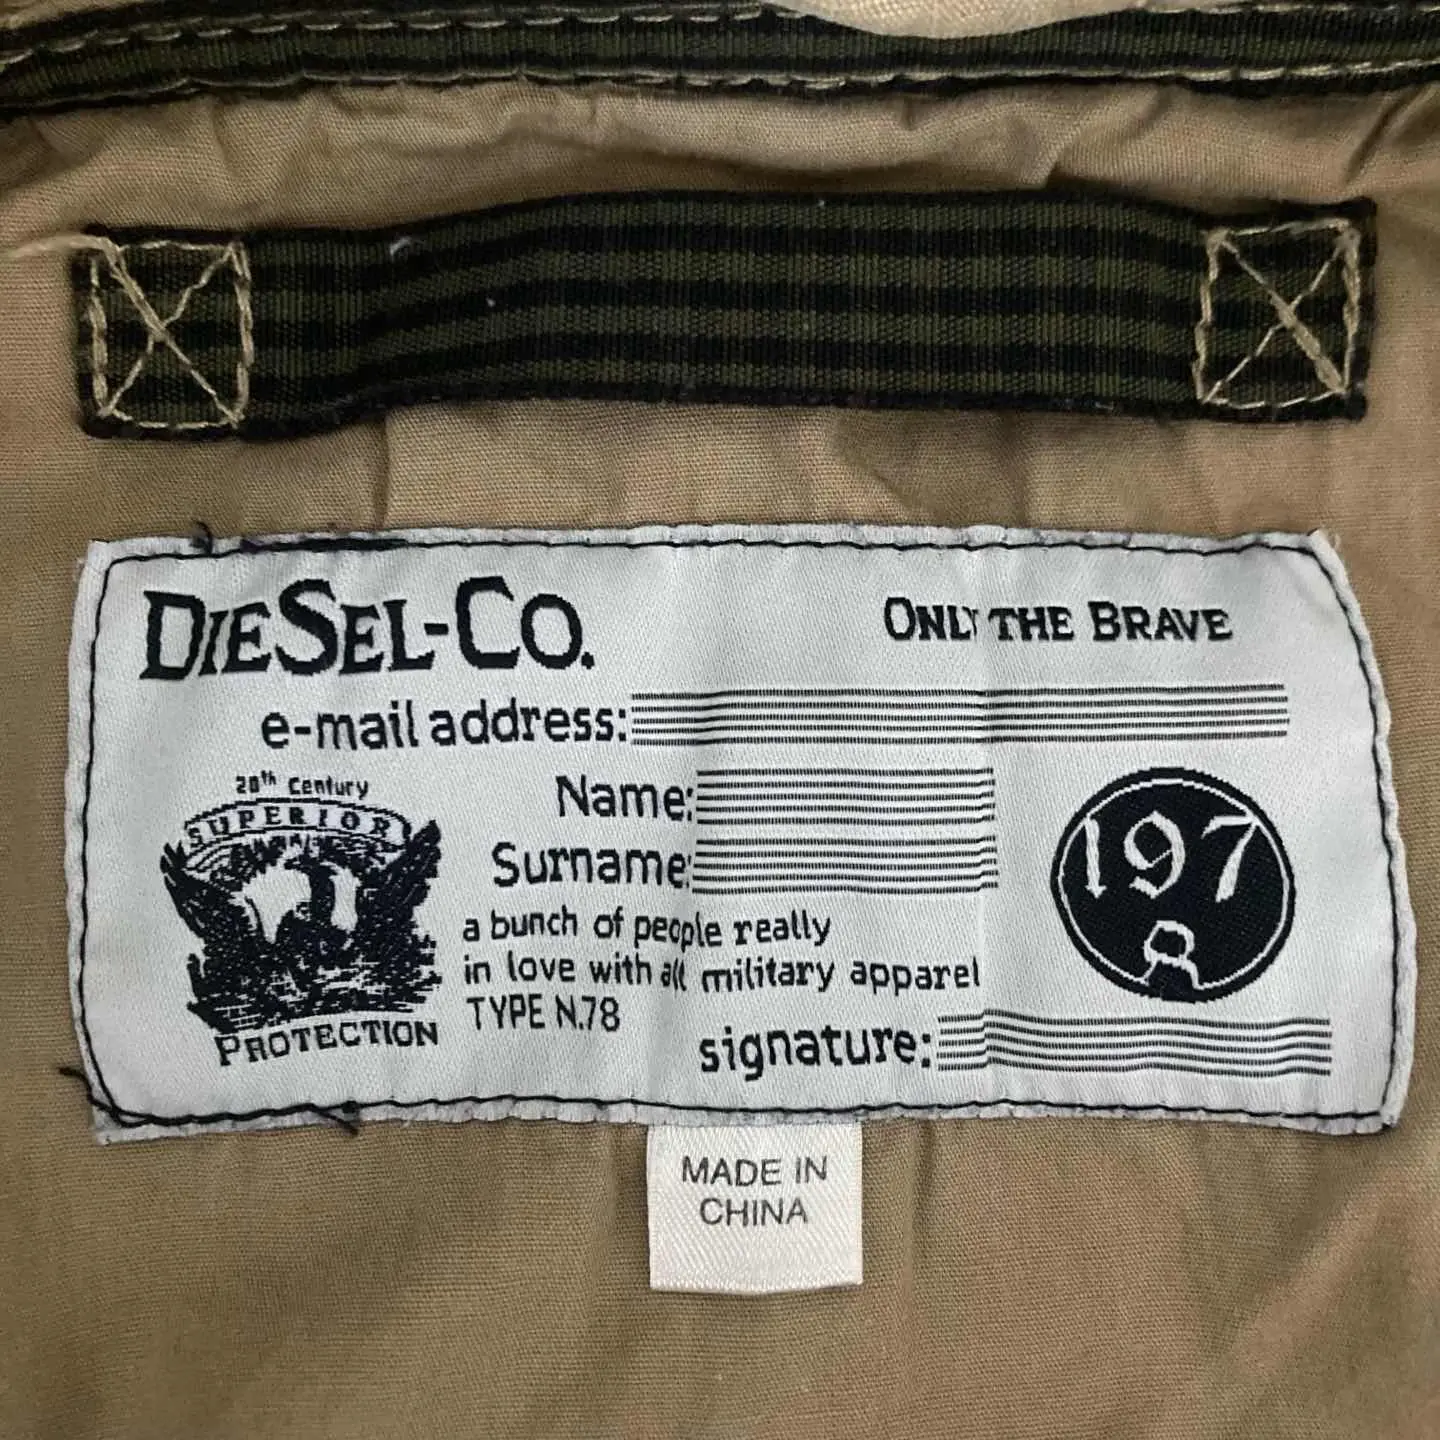 DIESEL-CO.
ONLY THE BRAVE
e-mail address:
20th Century
SUPERIOR
PROTECTION
Name:
Surname:
a bunch of people really
in love with all military apparel
TYPE N.78
signature:
197
8
MADE IN
CHINA